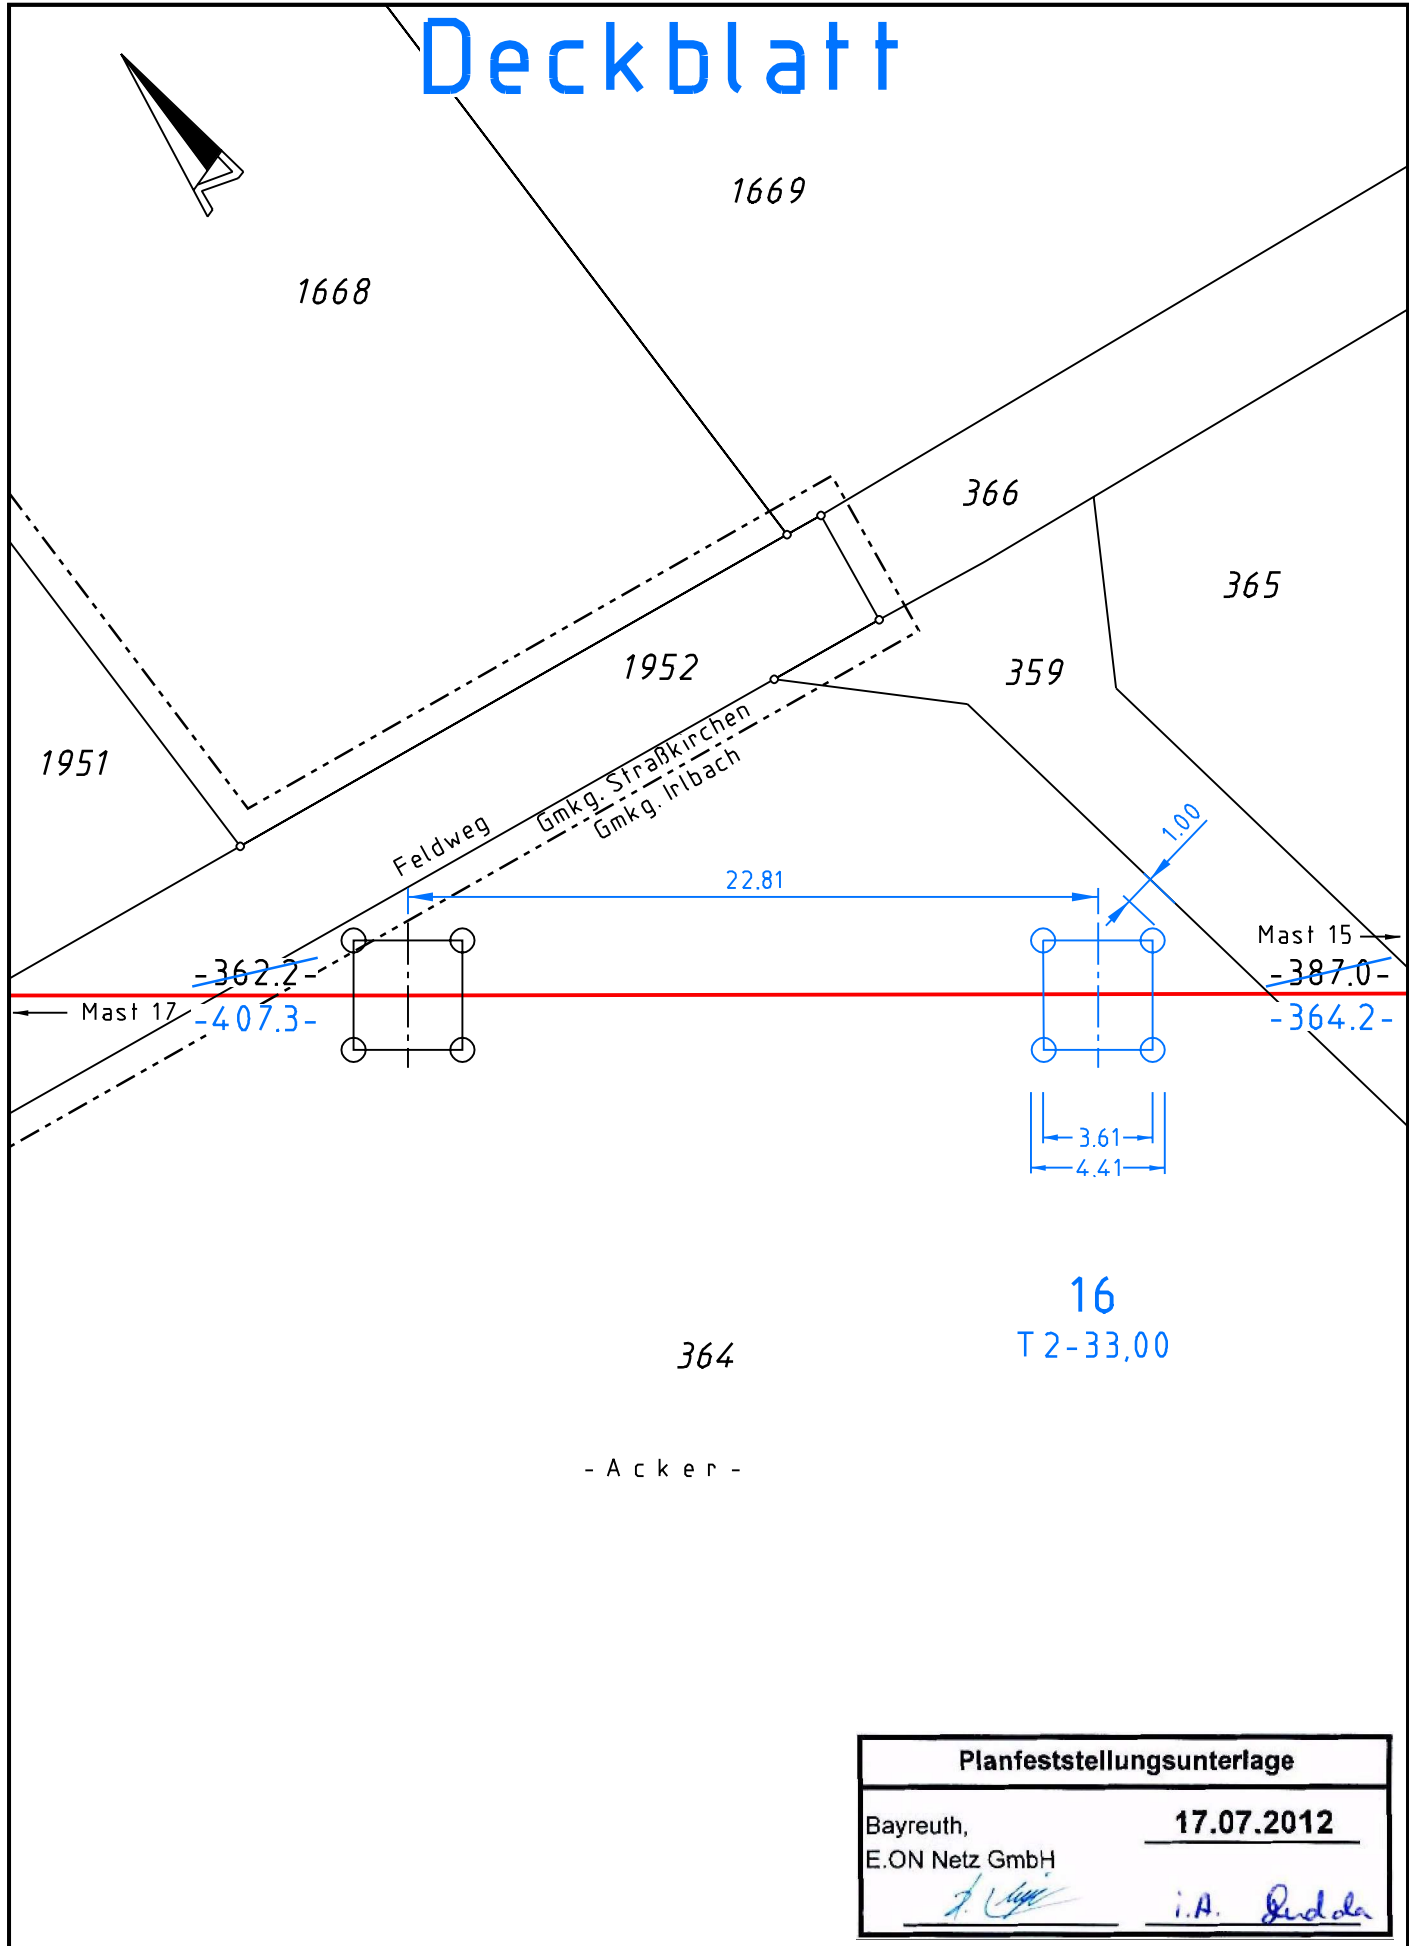 Deckblatt
1669
1668
366
365
1952
359
1951
Gmkg. Straßkirchen
Gmkg. Irlbach
Feldweg
1.00
22.81
Mast 15
-362.2-
-387.0-
Mast 17
-407.3-
-364.2-
3.61
4.41
16
T2-33,00
364
-Acker-
Planfeststellungsunterlage
Bayreuth,
17.07.2012
E.ON Netz GmbH
i.A.